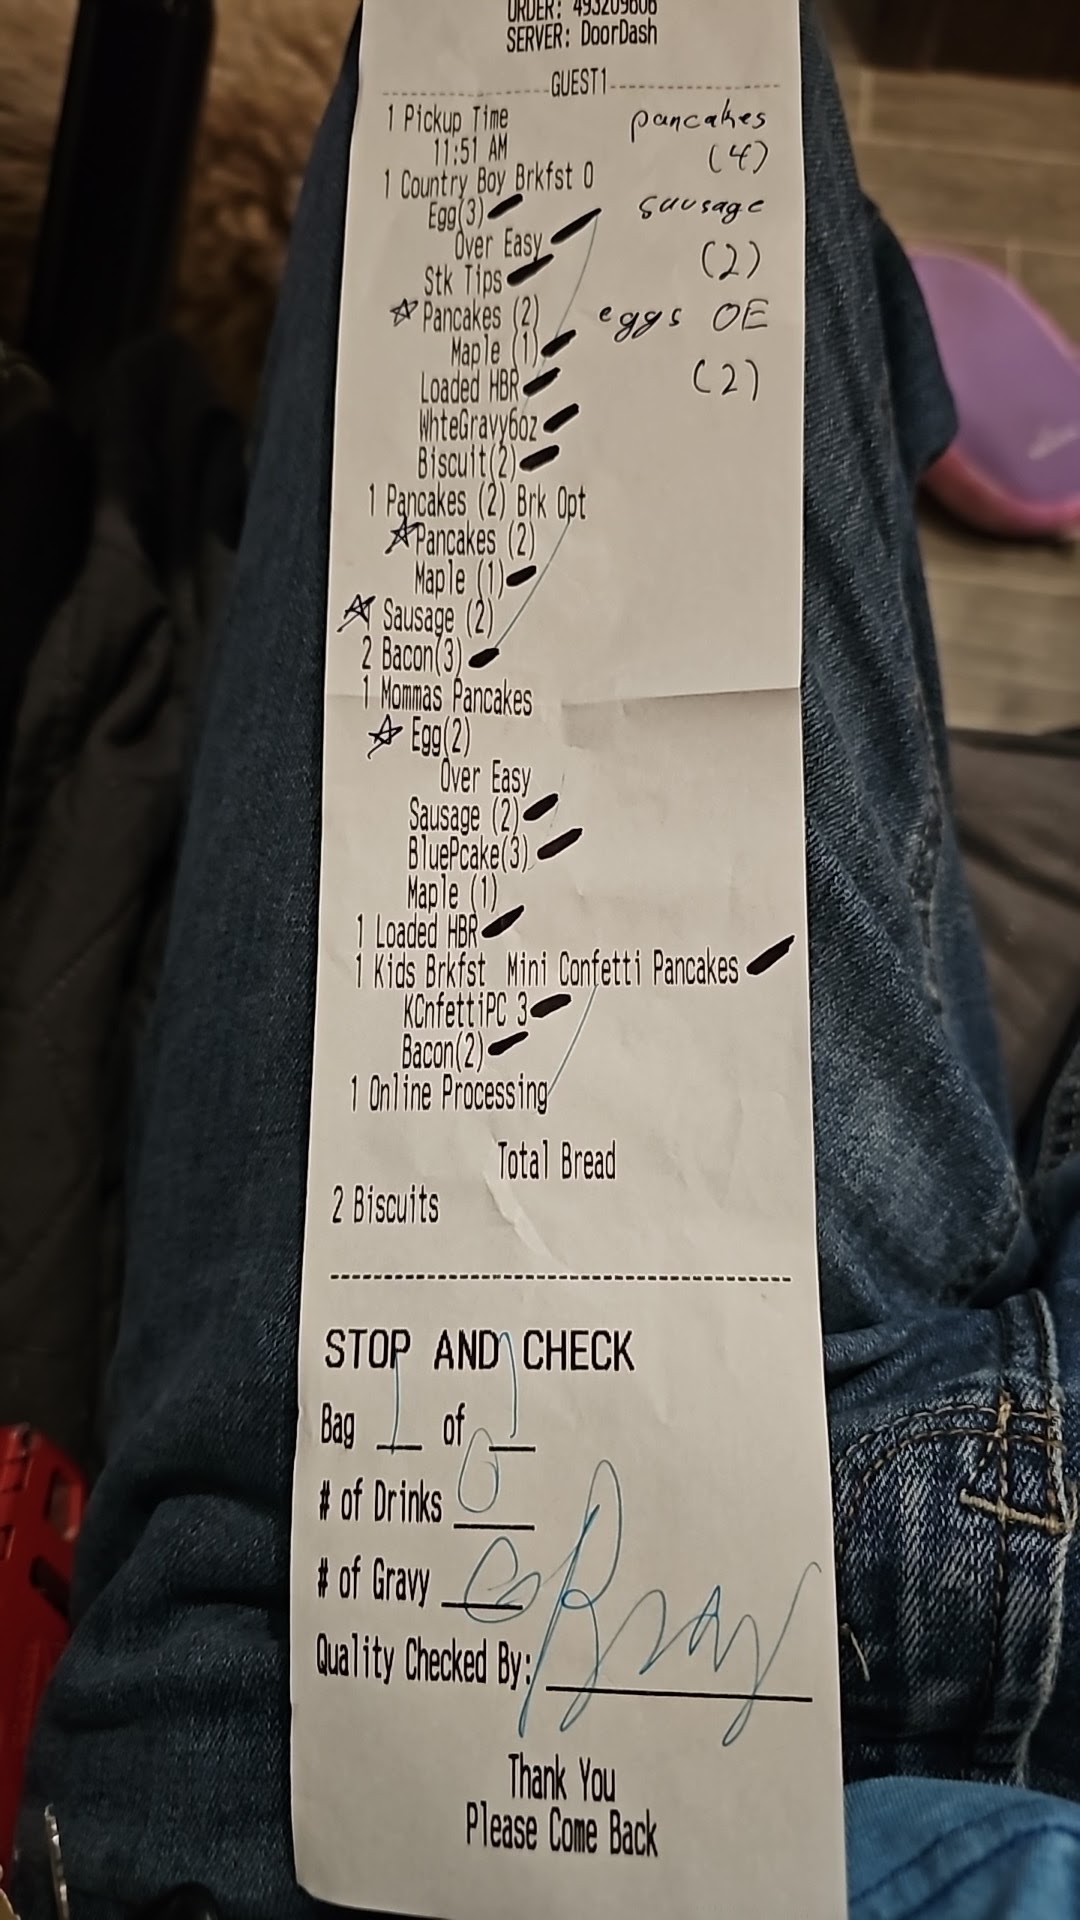 ORDER: 493209606
SERVER: DoorDash
GUEST1
1 Pickup Time
11:51 AM
1 Country Boy Brkfst O
Egg(3)
Over Easy
Stk Tips
Pancakes (2)
Maple (1)
Loaded HBR
WhteGravy6oz
Biscuit(2)
1 Pancakes (2) Brk Opt
Pancakes (2)
Maple (1)
Sausage (2)
2 Bacon(3)
1 Mommas Pancakes
Egg(2)
Over Easy
Sausage (2)
BluePcake(3)
Maple (1)
1 Loaded HBR
1 Kids Brkfst Mini Confetti Pancakes
KCnfettiPC 3
Bacon(2)
1 Online Processing
Total Bread
2 Biscuits
pancakes
(4)
sausage
(2)
eggs OE
(2)
STOP AND CHECK
Bag 1 of 1
# of Drinks 0
# of Gravy
Quality Checked By:
Thank You
Please Come Back